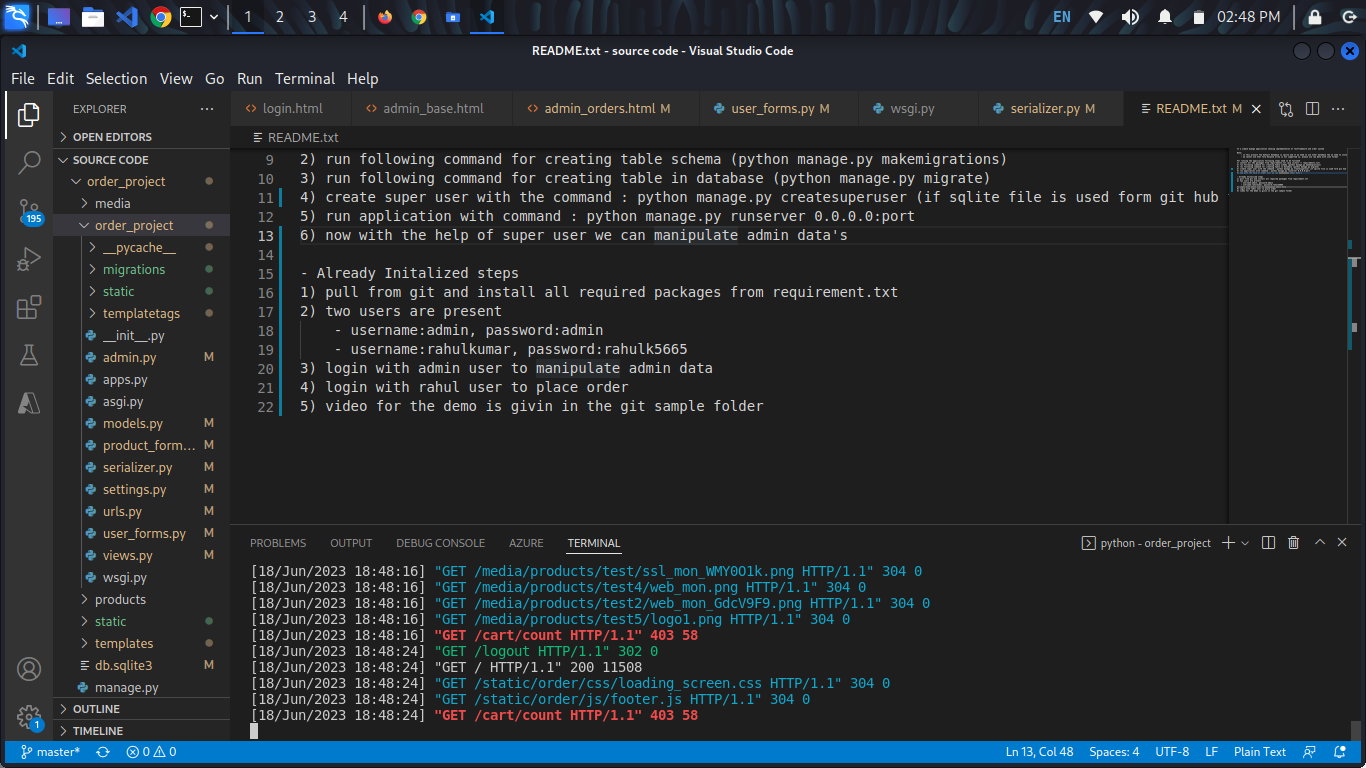 1 2 3 4 EN 02:48 PM
README.txt - source code - Visual Studio Code
File Edit Selection View Go Run Terminal Help
EXPLORER ···
login.html admin_base.html admin_orders.html M user_forms.py M wsgi.py serializer.py M README.txt M
README.txt
OPEN EDITORS
SOURCE CODE
order_project
media
order_project
__pycache__
migrations
static
templatetags
__init__.py
admin.py M
apps.py
asgi.py
models.py M
product_form... M
serializer.py M
settings.py M
urls.py M
user_forms.py M
views.py M
wsgi.py
products
static
templates
db.sqlite3 M
manage.py
OUTLINE
TIMELINE
195
1
9 2) run following command for creating table schema (python manage.py makemigrations)
10 3) run following command for creating table in database (python manage.py migrate)
11 4) create super user with the command : python manage.py createsuperuser (if sqlite file is used form git hub
12 5) run application with command : python manage.py runserver 0.0.0.0:port
13 6) now with the help of super user we can manipulate admin data's
14
15 - Already Initalized steps
16 1) pull from git and install all required packages from requirement.txt
17 2) two users are present
18 - username:admin, password:admin
19 - username:rahulkumar, password:rahulk5665
20 3) login with admin user to manipulate admin data
21 4) login with rahul user to place order
22 5) video for the demo is givin in the git sample folder
PROBLEMS OUTPUT DEBUG CONSOLE AZURE TERMINAL python - order_project
[18/Jun/2023 18:48:16] "GET /media/products/test/ssl_mon_WMY0O1k.png HTTP/1.1" 304 0
[18/Jun/2023 18:48:16] "GET /media/products/test4/web_mon.png HTTP/1.1" 304 0
[18/Jun/2023 18:48:16] "GET /media/products/test2/web_mon_GdcV9F9.png HTTP/1.1" 304 0
[18/Jun/2023 18:48:16] "GET /media/products/test5/logo1.png HTTP/1.1" 304 0
[18/Jun/2023 18:48:16] "GET /cart/count HTTP/1.1" 403 58
[18/Jun/2023 18:48:24] "GET /logout HTTP/1.1" 302 0
[18/Jun/2023 18:48:24] "GET / HTTP/1.1" 200 11508
[18/Jun/2023 18:48:24] "GET /static/order/css/loading_screen.css HTTP/1.1" 304 0
[18/Jun/2023 18:48:24] "GET /static/order/js/footer.js HTTP/1.1" 304 0
[18/Jun/2023 18:48:24] "GET /cart/count HTTP/1.1" 403 58
master* 0 0 Ln 13, Col 48 Spaces: 4 UTF-8 LF Plain Text